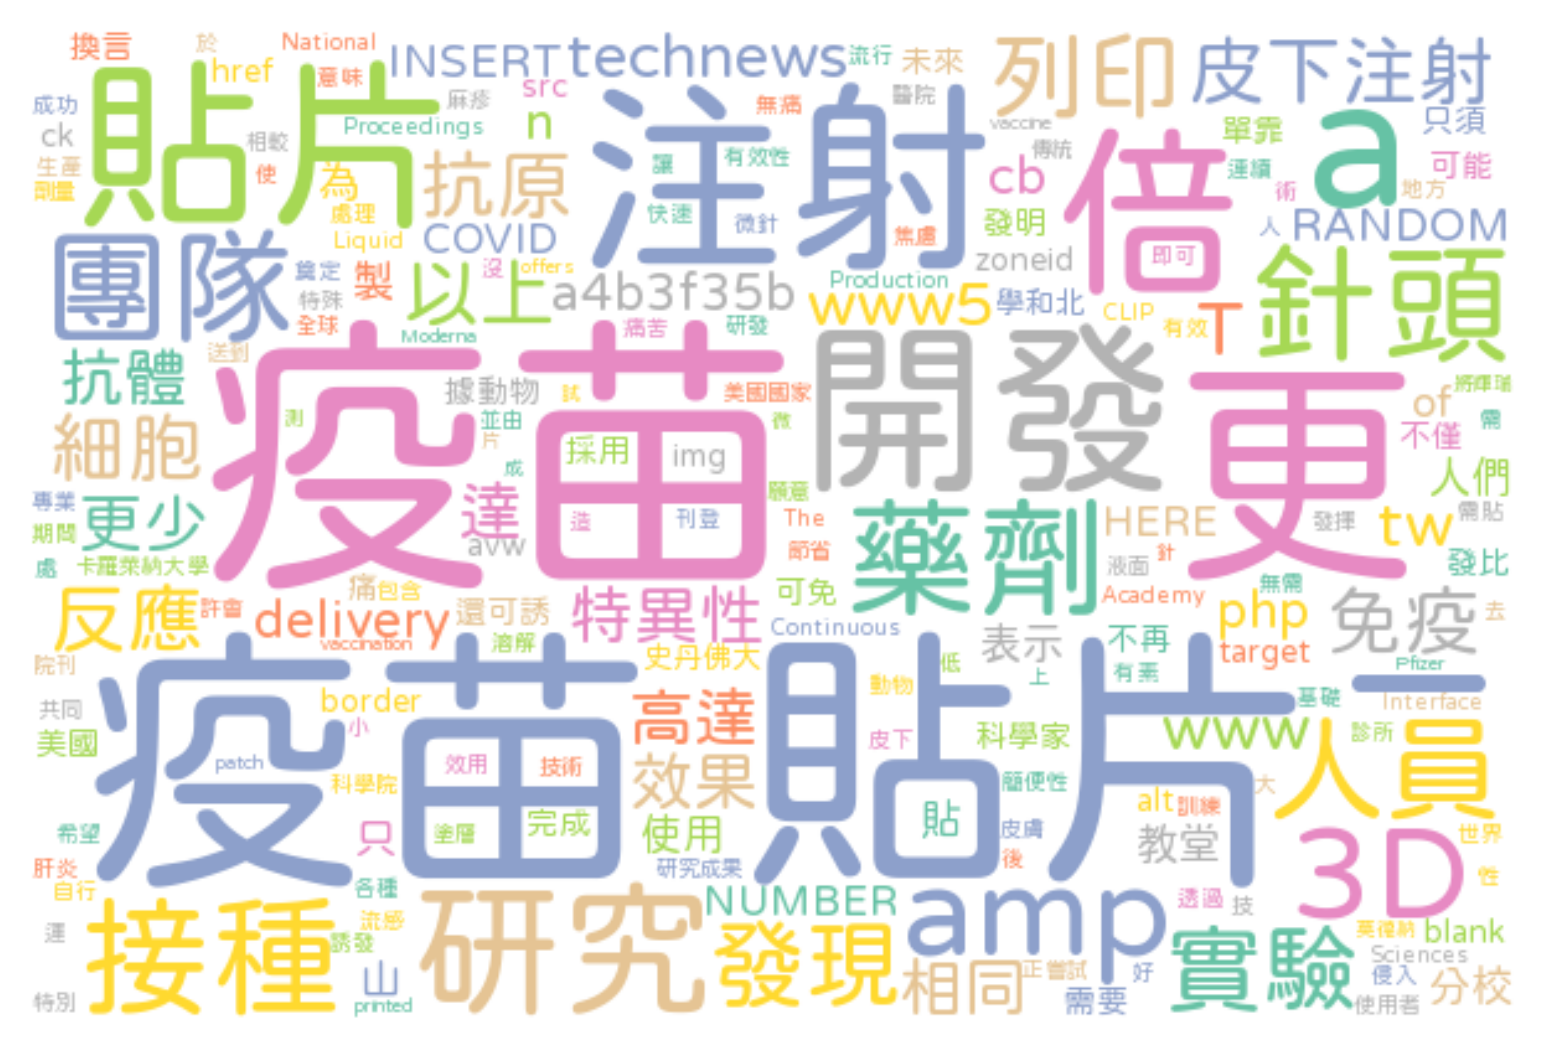 換言
於
National
href
意味
INSERT
technews
流行
未來
列印
皮下注射
成功
貼片
麻疹
src
無痛
醫院
ck
相較
Proceedings
n
注射
vaccine
單靠
a
只須
生產
使
為
抗原
讓
有效性
傳統
cb
倍
連續
可能
劑量
處理
快速
微針
發明
術
地方
Liquid
COVID
焦慮
人
RANDOM
團隊
奠定
製
以上
沒
offers
zoneid
即可
針頭
特殊
a4b3f35b
Production
www5
學和北
CLIP
全球
Moderna
痛苦
研發
有效
T
送到
抗體
疫苗
開發
更
據動物
試
美國國家
將輝瑞
測
並由
微
of
需
細胞
片
採用
img
不僅
成
人們
專業
更少
達
造
刊登
願意
藥劑
HERE
發揮
tw
需貼
期間
avw
The
處
卡羅萊納大學
節省
液面
針
發比
痛
包含
可免
Academy
無需
反應
許會
delivery
還可誘
特異性
php
免疫
去
vaccination
溶解
Continuous
表示
不再
target
院刊
史丹佛大
低
上
有素
Pfizer
疫苗
貼片
動物
一
基礎
Interface
共同
border
小
高達
皮下
科學家
www
人員
診所
美國
patch
效用
技術
科學院
效果
簡便性
大
alt
訓練
希望
塗層
完成
只
使用
貼
皮膚
教堂
3D
世界
肝炎
研究成果
後
性
自行
各種
接種
流感
研究
NUMBER
amp
透過
技
莫德納
blank
運
誘發
發現
實驗
Sciences
山
相同
正
嘗試
好
侵入
分校
特別
printed
需要
使用者